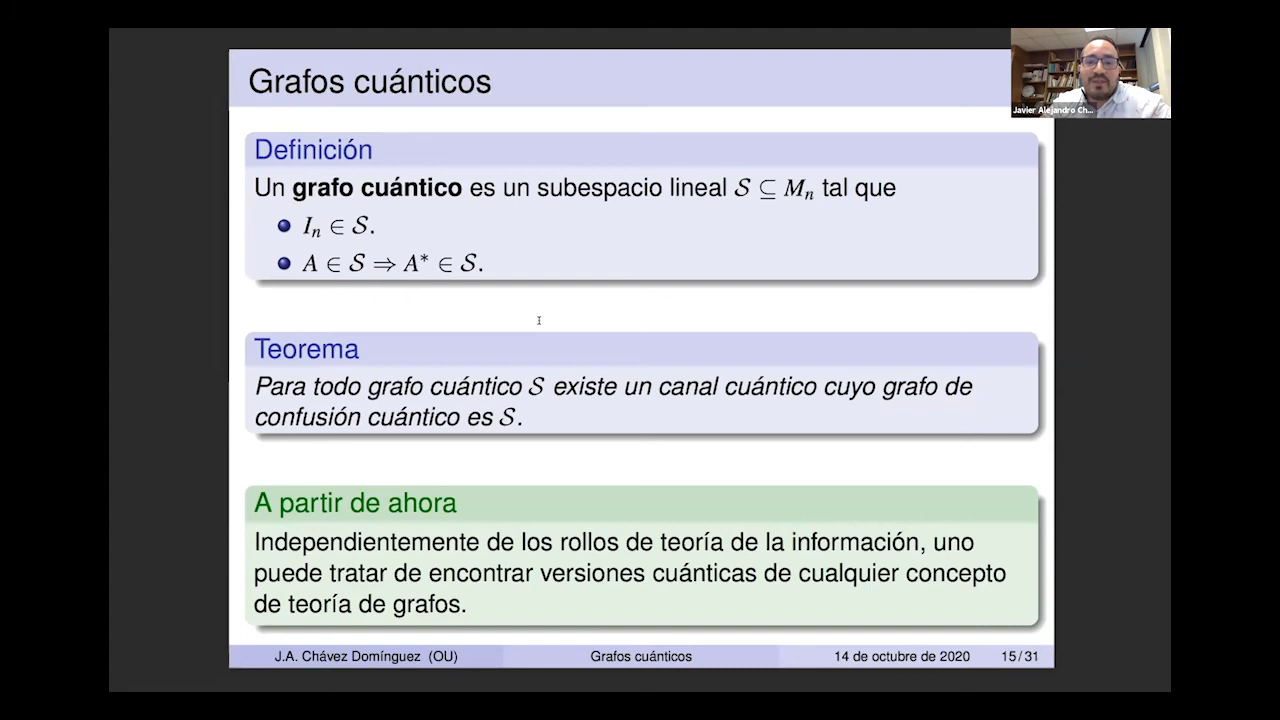 Grafos cuánticos
Javier Alejandro Ch...
Definición
Un grafo cuántico es un subespacio lineal 𝒮 ⊆ Mₙ tal que
Iₙ ∈ 𝒮.
A ∈ 𝒮 ⇒ A* ∈ 𝒮.
Teorema
Para todo grafo cuántico 𝒮 existe un canal cuántico cuyo grafo de
confusión cuántico es 𝒮.
A partir de ahora
Independientemente de los rollos de teoría de la información, uno
puede tratar de encontrar versiones cuánticas de cualquier concepto
de teoría de grafos.
J.A. Chávez Domínguez (OU) Grafos cuánticos 14 de octubre de 2020 15/31